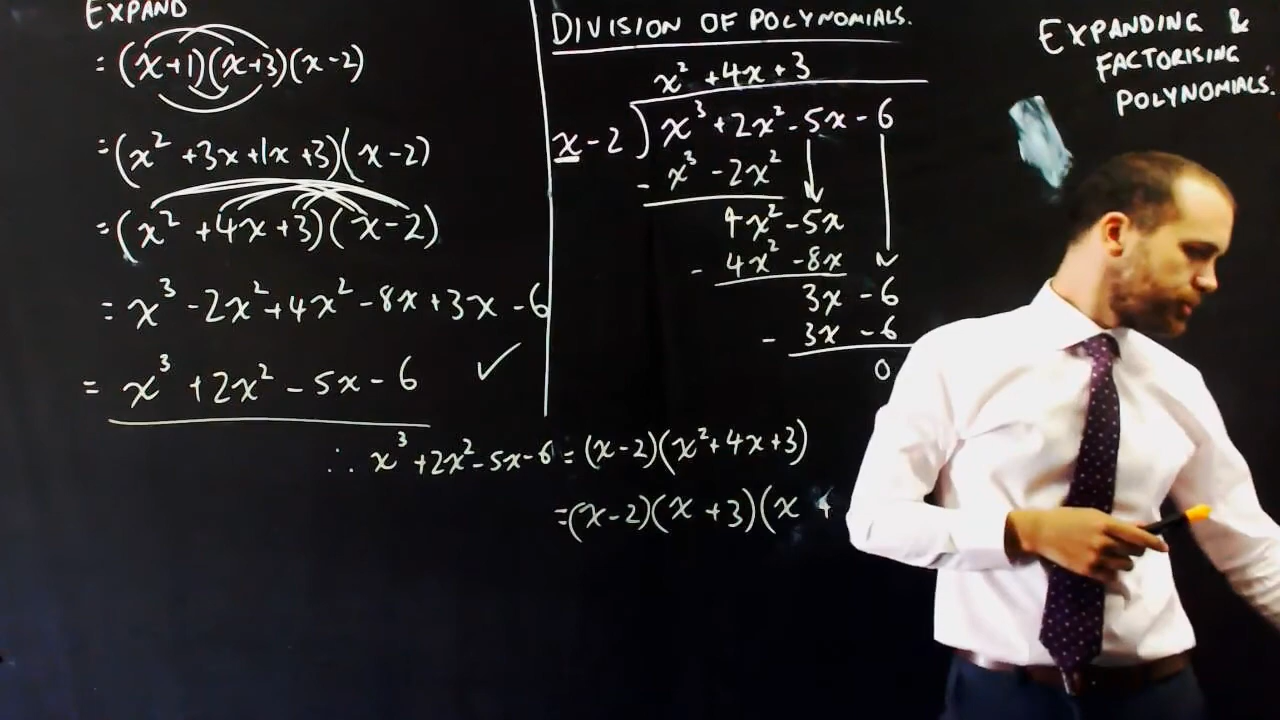 EXPAND
= (x+1)(x+3)(x-2)
= (x² +3x+1x+3)(x-2)
= (x² +4x+3)(x-2)
= x³ -2x²+4x² -8x+3x -6
= x³ +2x² -5x-6 ✓
DIVISION OF POLYNOMIALS.
x² +4x+3
x-2 ) x³ +2x² -5x -6
- x³ -2x²
4x² -5x
- 4x² -8x
3x -6
- 3x -6
0
∴ x³+2x²-5x-6 = (x-2)(x²+4x+3)
=(x-2)(x +3)(x +
EXPANDING &
FACTORISING
POLYNOMIALS.